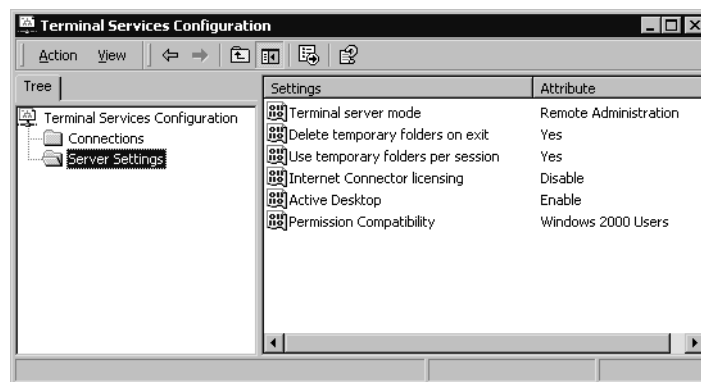 Terminal Services Configuration
Action View
Tree
Terminal Services Configuration
Connections
Server Settings
Settings Attribute
Terminal server mode Remote Administration
Delete temporary folders on exit Yes
Use temporary folders per session Yes
Internet Connector licensing Disable
Active Desktop Enable
Permission Compatibility Windows 2000 Users